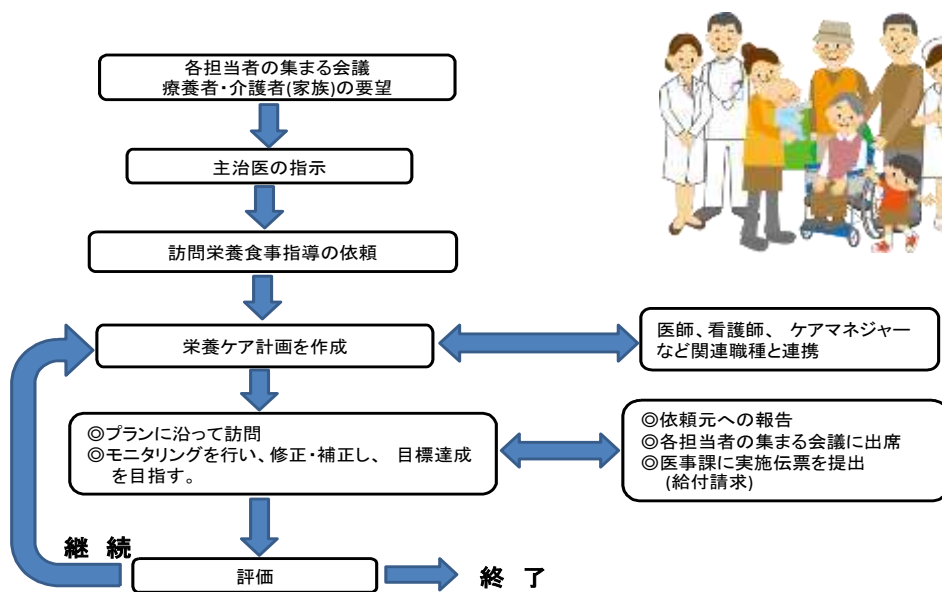 各担当者の集まる会議
療養者・介護者(家族)の要望
主治医の指示
訪問栄養食事指導の依頼
栄養ケア計画を作成
医師、看護師、 ケアマネジャー
など関連職種と連携
◎プランに沿って訪問
◎モニタリングを行い、修正・補正し、 目標達成
を目指す。
◎依頼元への報告
◎各担当者の集まる会議に出席
◎医事課に実施伝票を提出
(給付請求)
継 続
評価
終 了